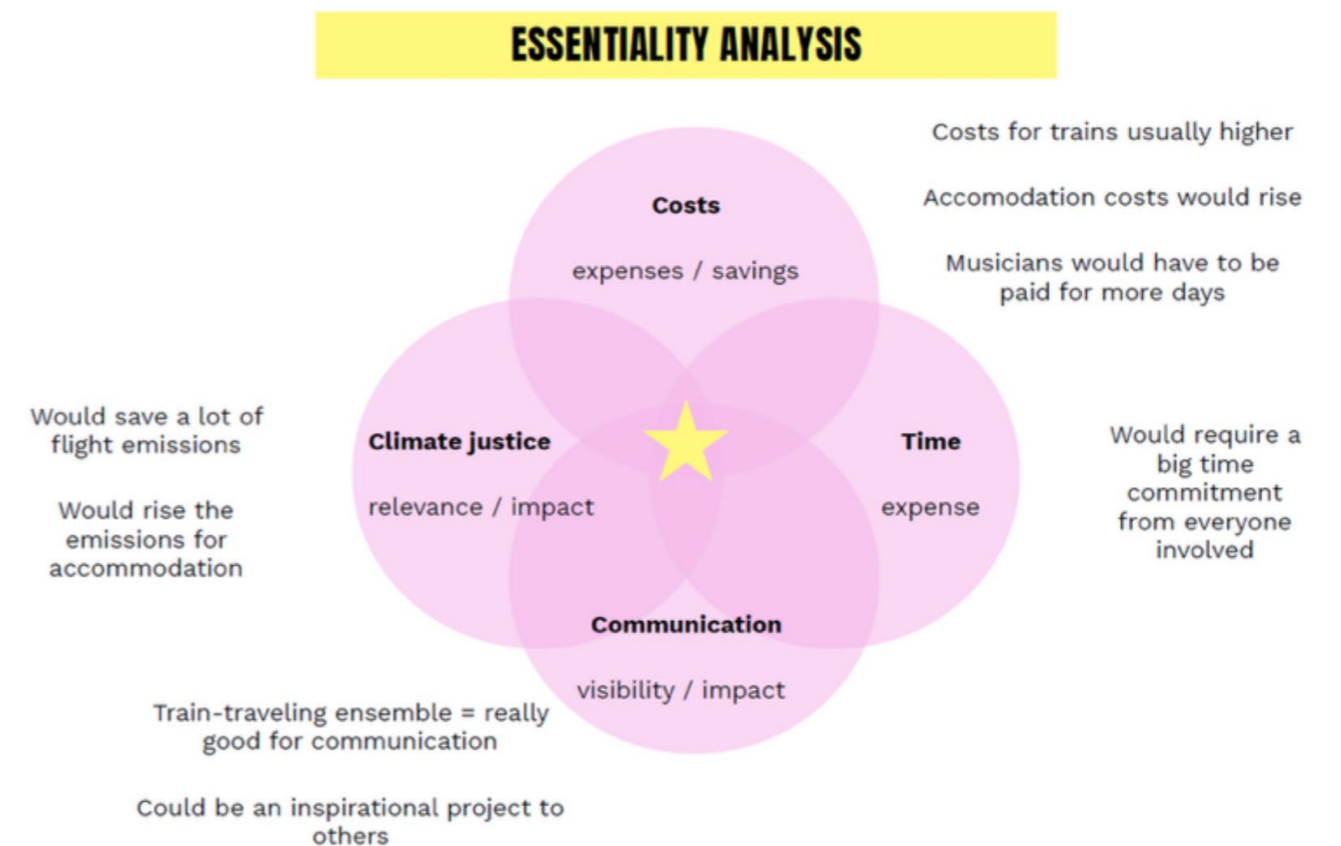 ESSENTIALITY ANALYSIS
Costs for trains usually higher
Accomodation costs would rise
Musicians would have to be
paid for more days
Costs
expenses / savings
Would save a lot of
flight emissions
Would rise the
emissions for
accommodation
Climate justice
relevance / impact
Time
expense
Would require a
big time
commitment
from everyone
involved
Communication
visibility / impact
Train-traveling ensemble = really
good for communication
Could be an inspirational project to
others